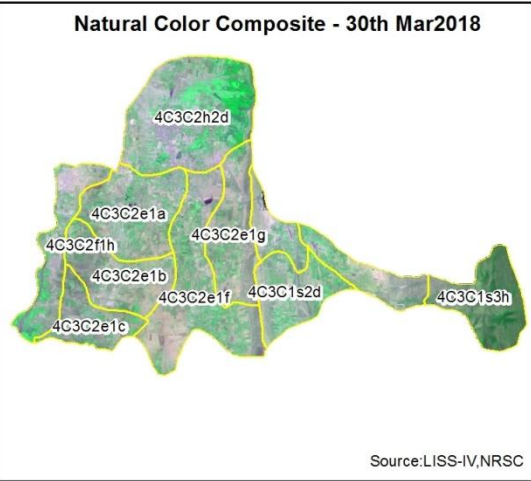 Natural Color Composite - 30th Mar2018
4C3C2h2d
4C3C2e1a
4C3C2e1g
4C3C2f1h
4C3C2e1b
4C3C2e1f
4C3C1s2d
4C3C1s3h
4C3C2e1c
Source:LISS-IV,NRSC